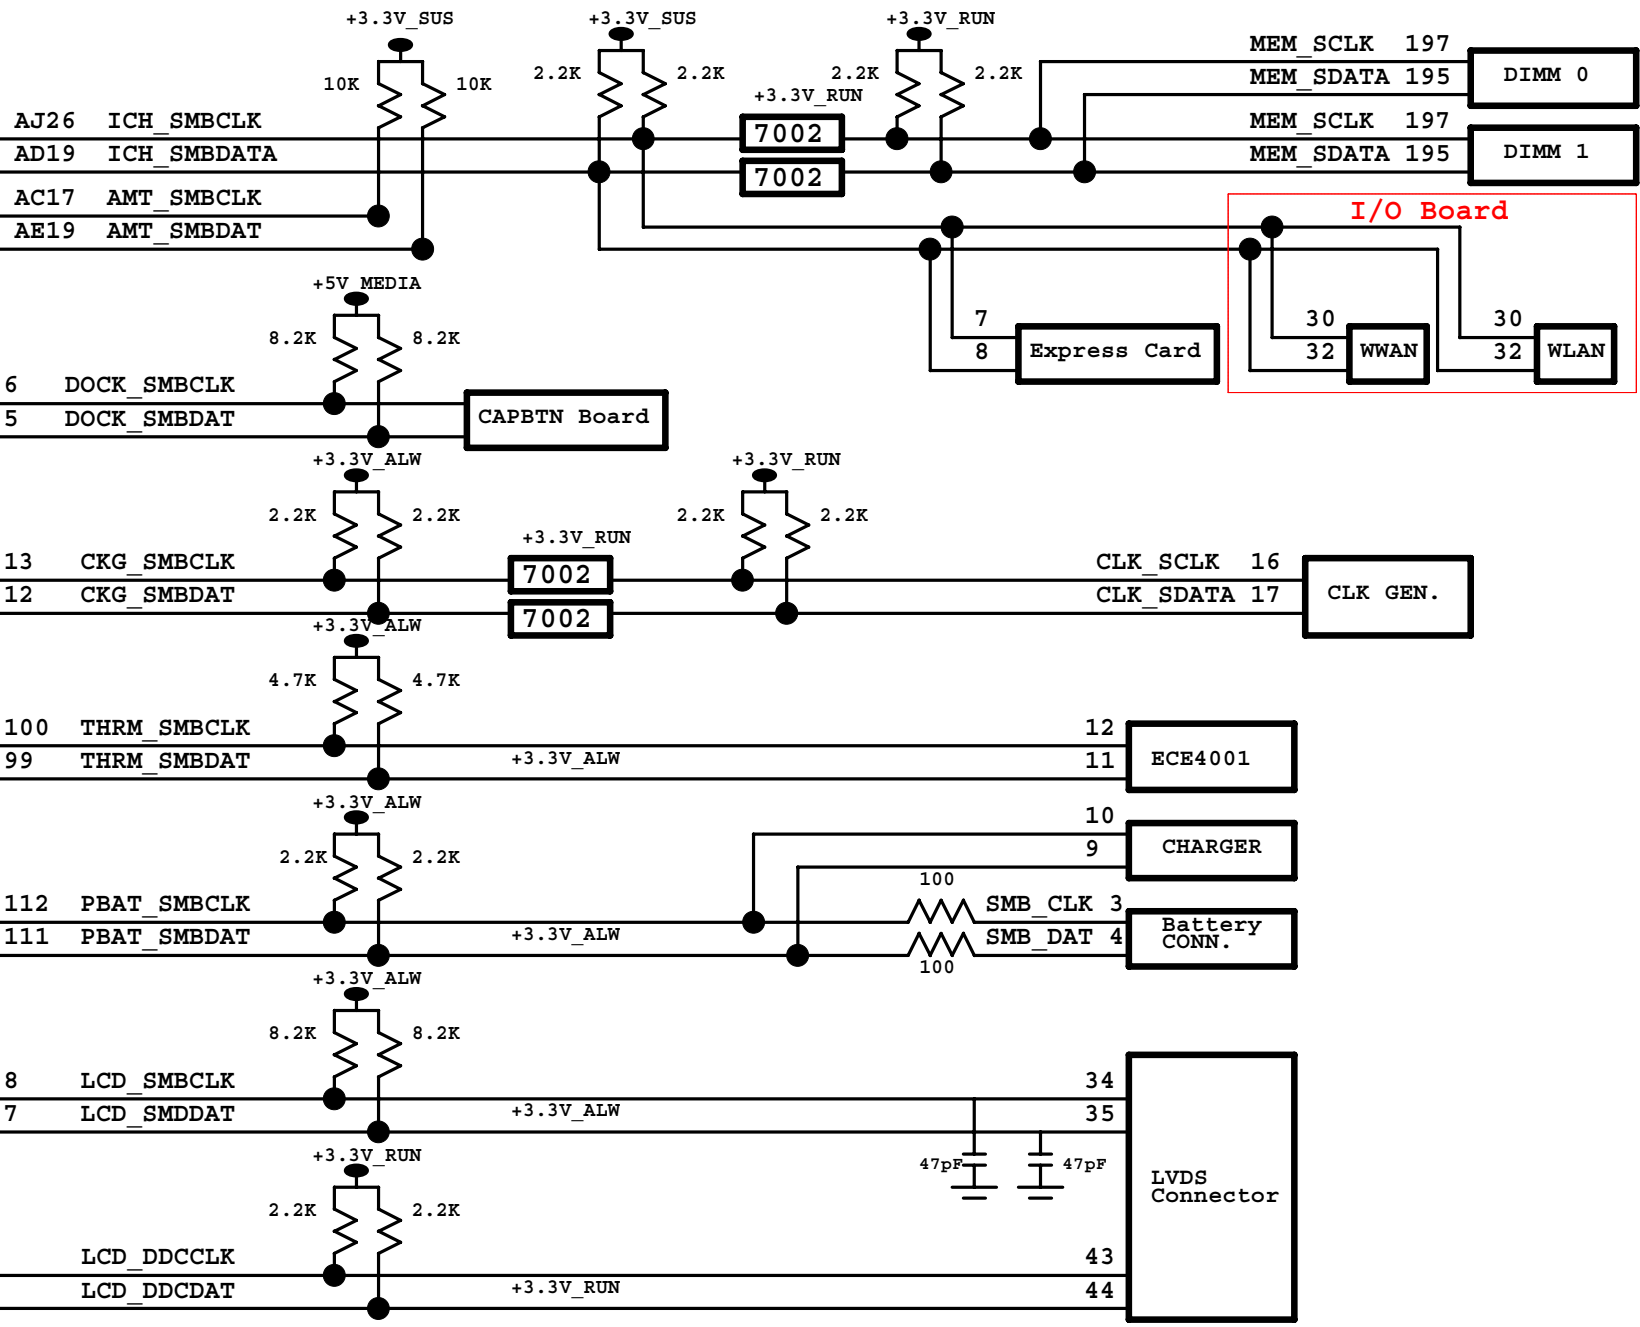 +3.3V_SUS +3.3V_SUS +3.3V_RUN
MEM_SCLK 197
10K 10K 2.2K 2.2K 2.2K 2.2K
MEM_SDATA 195 DIMM 0
+3.3V_RUN
AJ26 ICH_SMBCLK 7002 MEM_SCLK 197
AD19 ICH_SMBDATA 7002 MEM_SDATA 195 DIMM 1
AC17 AMT_SMBCLK
I/O Board
AE19 AMT_SMBDAT
+5V_MEDIA
8.2K 8.2K
7 30 30
8 Express Card 32 WWAN 32 WLAN
6 DOCK_SMBCLK
5 DOCK_SMBDAT CAPBTN Board
+3.3V_ALW +3.3V_RUN
2.2K 2.2K 2.2K 2.2K
+3.3V_RUN
13 CKG_SMBCLK 7002 CLK_SCLK 16
12 CKG_SMBDAT 7002 CLK_SDATA 17 CLK GEN.
+3.3V_ALW
4.7K 4.7K
100 THRM_SMBCLK 12
99 THRM_SMBDAT +3.3V_ALW 11 ECE4001
+3.3V_ALW
10
2.2K 2.2K 9 CHARGER
100
112 PBAT_SMBCLK SMB_CLK 3
111 PBAT_SMBDAT +3.3V_ALW SMB_DAT 4
Battery
CONN.
100
+3.3V_ALW
8.2K 8.2K
8 LCD_SMBCLK 34
7 LCD_SMDDAT +3.3V_ALW 35
+3.3V_RUN
47pF 47pF
LVDS
Connector
2.2K 2.2K
LCD_DDCCLK 43
LCD_DDCDAT +3.3V_RUN 44